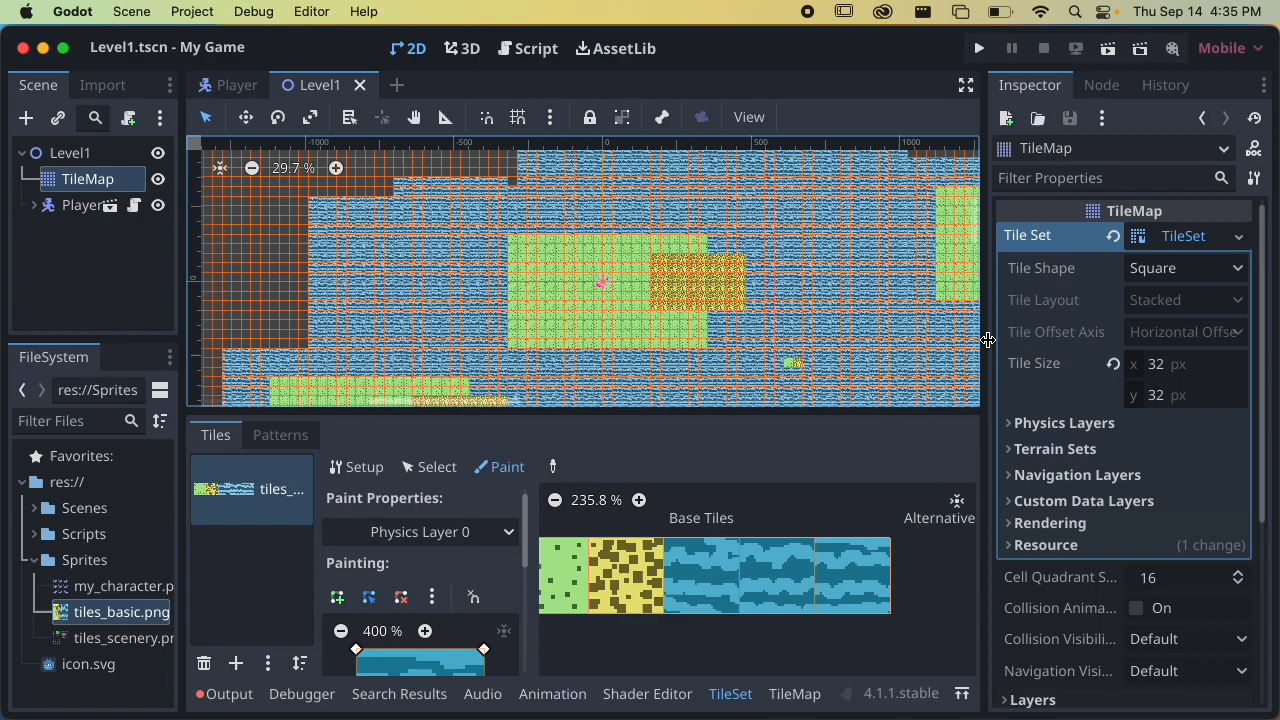 Godot Scene Project Debug Editor Help Thu Sep 14 4:35 PM
Level1.tscn - My Game 2D 3D Script AssetLib Mobile
Scene Import Player Level1 Inspector Node History
View
TileMap
Filter Properties
Level1
TileMap
Player
-1000 -500 0 500 1000
29.7 %
0
TileMap
Tile Set TileSet
Tile Shape Square
Tile Layout Stacked
Tile Offset Axis Horizontal Offse
Tile Size x 32 px
y 32 px
Physics Layers
Terrain Sets
Navigation Layers
Custom Data Layers
Rendering
Resource (1 change)
Cell Quadrant S... 16
Collision Anima... On
Collision Visibili... Default
Navigation Visi... Default
Layers
FileSystem
res://Sprites
Filter Files
Favorites:
res://
Scenes
Scripts
Sprites
my_character.p
tiles_basic.png
tiles_scenery.pr
icon.svg
Tiles Patterns
tiles_...
Setup Select Paint
Paint Properties:
Physics Layer 0
Painting:
400 %
235.8 %
Base Tiles Alternative
Output Debugger Search Results Audio Animation Shader Editor TileSet TileMap 4.1.1.stable